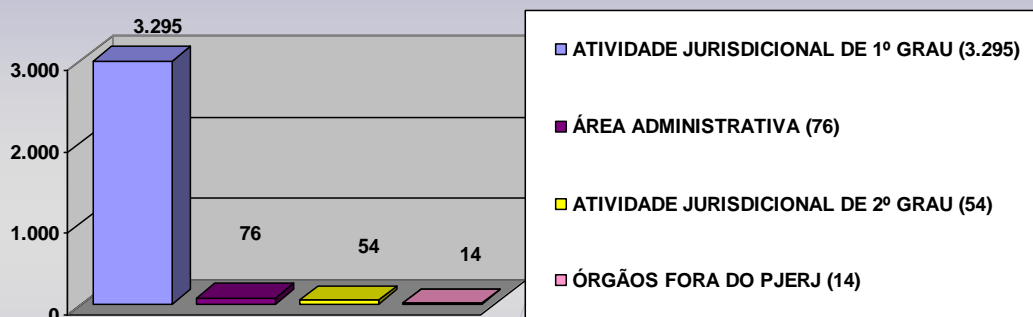 3.295
3.000
2.000
1.000
0
76
54
14
ATIVIDADE JURISDICIONAL DE 1º GRAU (3.295)
ÁREA ADMINISTRATIVA (76)
ATIVIDADE JURISDICIONAL DE 2º GRAU (54)
ÓRGÃOS FORA DO PJERJ (14)